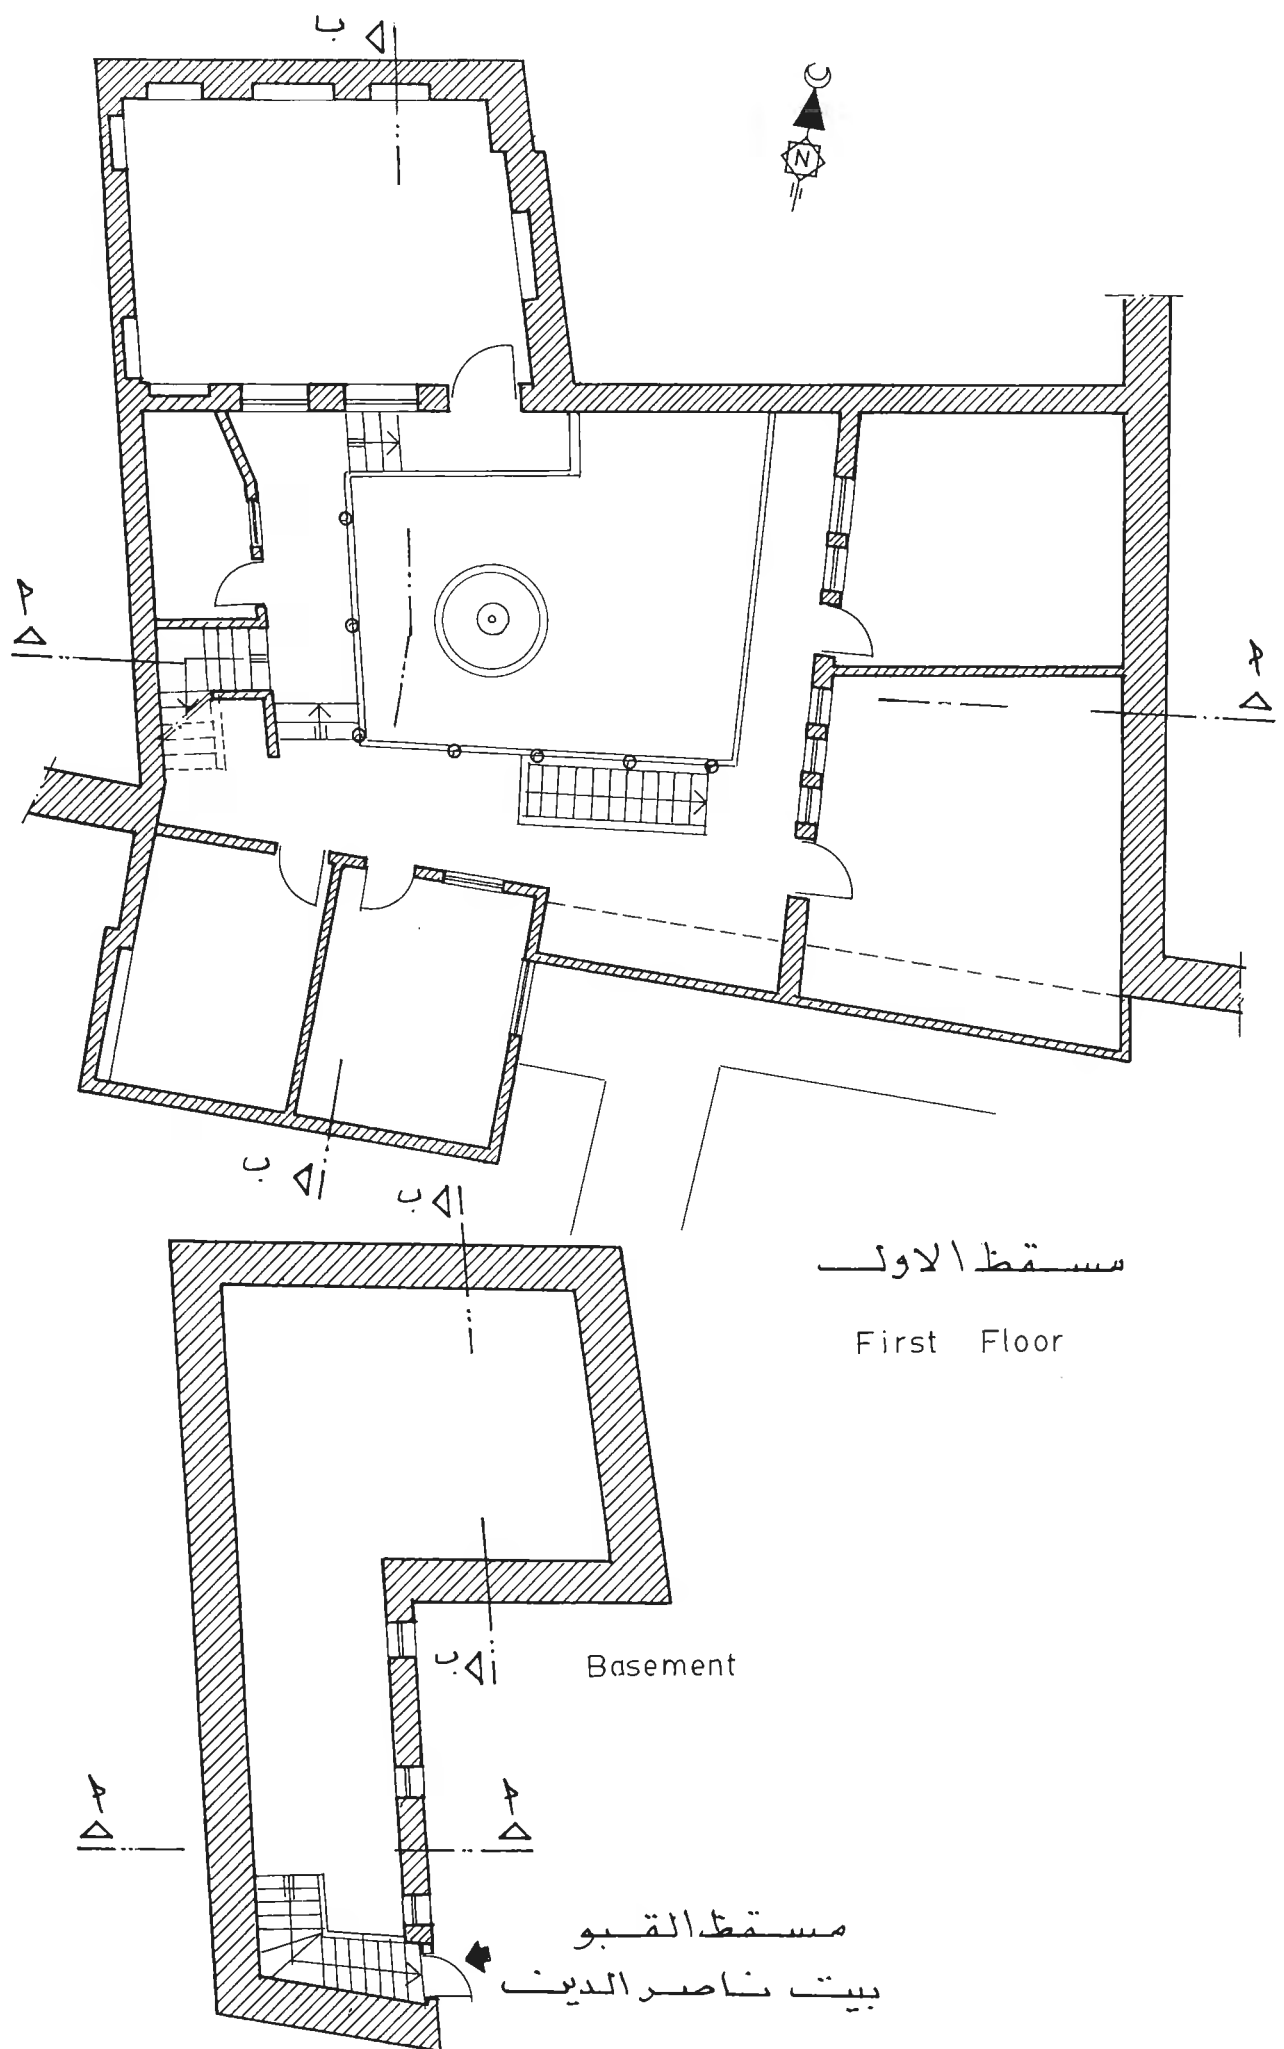 ب
N
م
م
ب
ب
مسقط الاول
First Floor
ب
Basement
م
م
مسقط القبو
بيت ناصر الدين